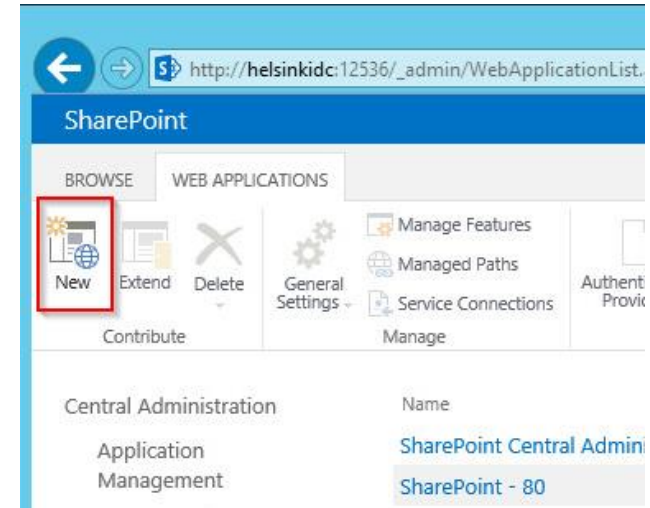 http://helsinkidc:12536/_admin/WebApplicationList.
SharePoint
BROWSE WEB APPLICATIONS
New Extend Delete General Settings Manage Features
Managed Paths
Service Connections
Contribute Manage
Central Administration Name
Application Management
SharePoint Central
SharePoint - 80